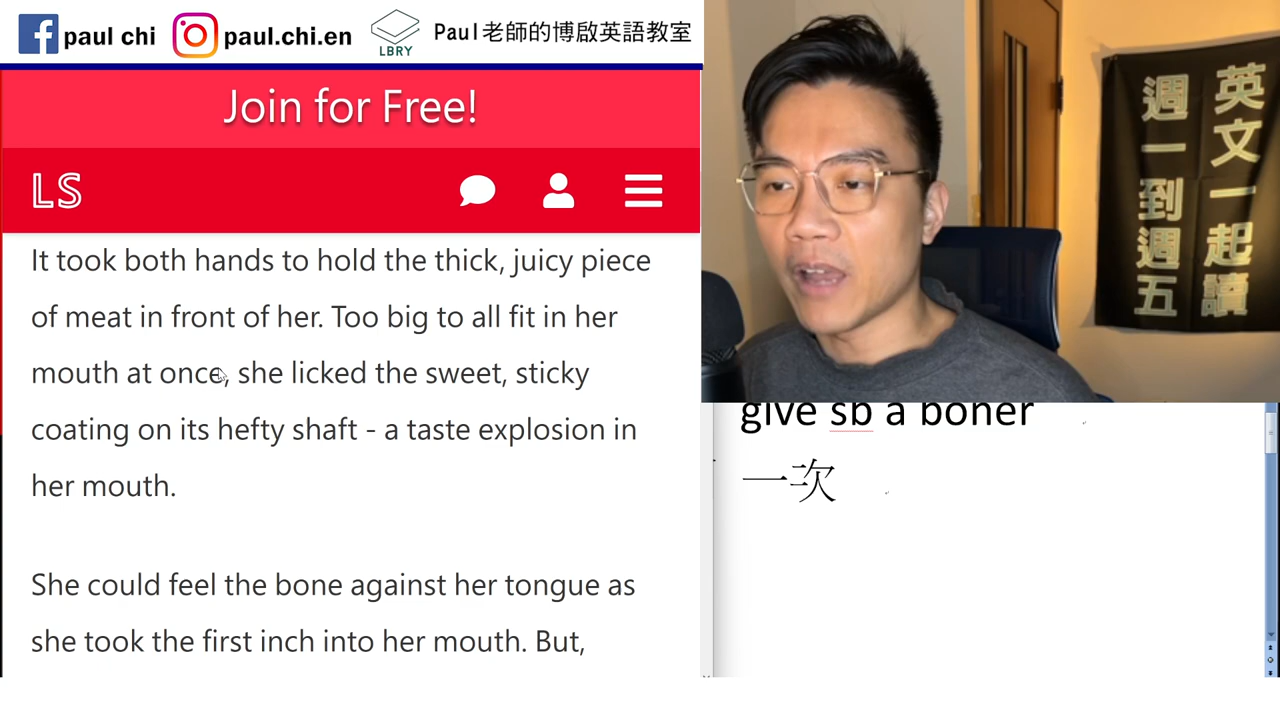 paul chi
paul.chi.en
LBRY
Paul老師的博啟英語教室
Join for Free!
LS
It took both hands to hold the thick, juicy piece
of meat in front of her. Too big to all fit in her
mouth at once, she licked the sweet, sticky
coating on its hefty shaft - a taste explosion in
her mouth.
She could feel the bone against her tongue as
she took the first inch into her mouth. But,
英文一起讀
週一到週五
give sb a boner
一次